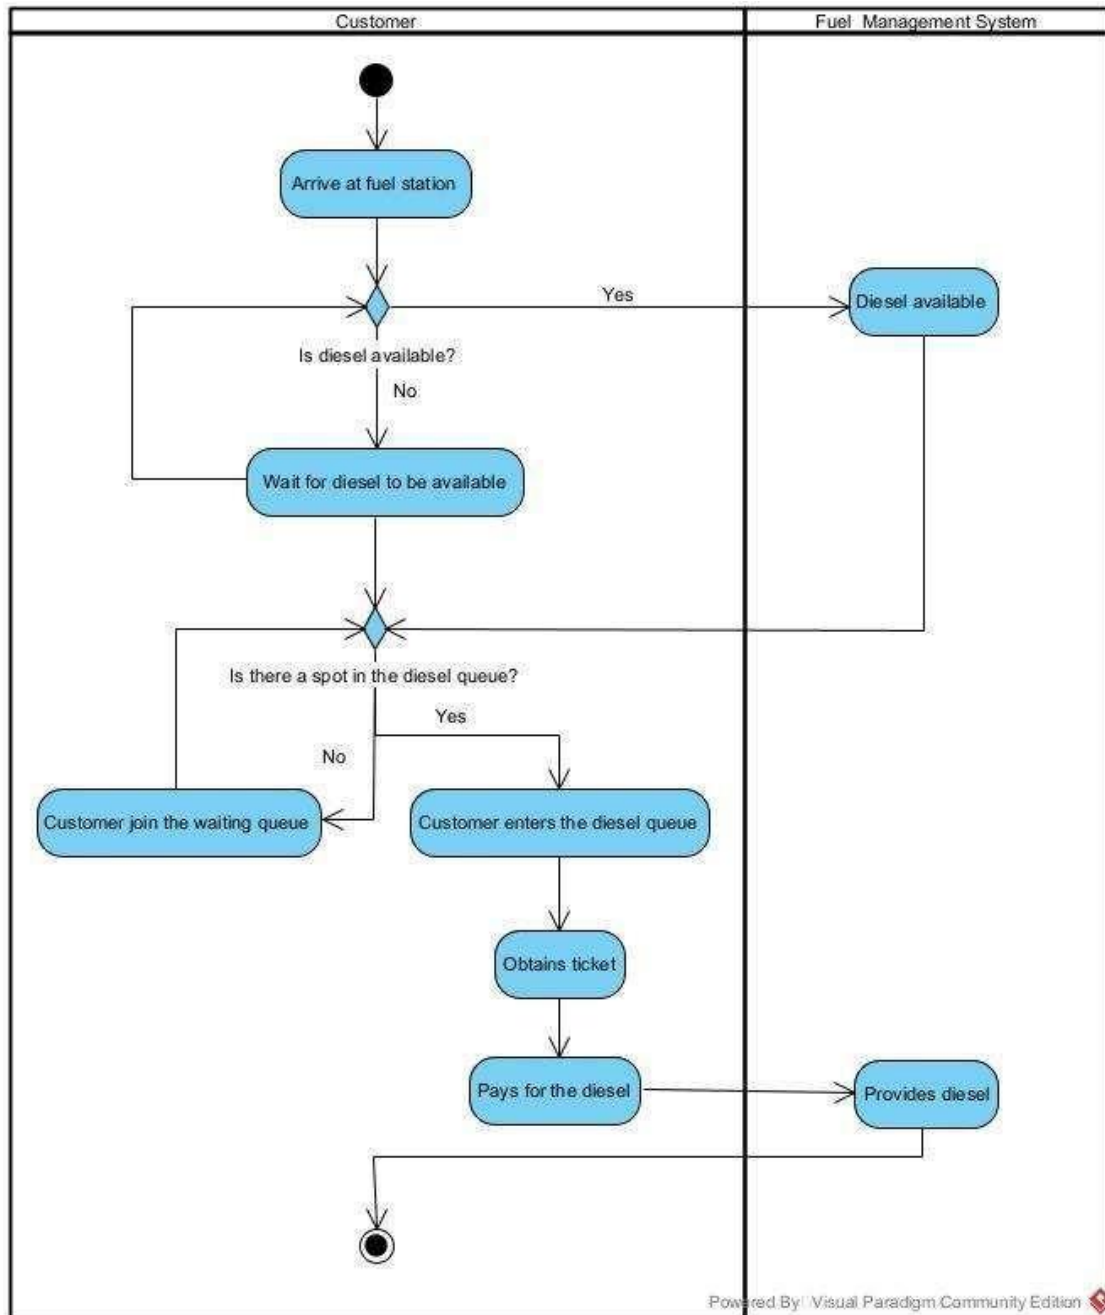 Customer
Fuel Management System
Arrive at fuel station
Yes
Diesel available
Is diesel available?
No
Wait for diesel to be available
Is there a spot in the diesel queue?
Yes
No
Customer join the waiting queue
Customer enters the diesel queue
Obtains ticket
Pays for the diesel
Provides diesel
Powered By Visual Paradigm Community Edition